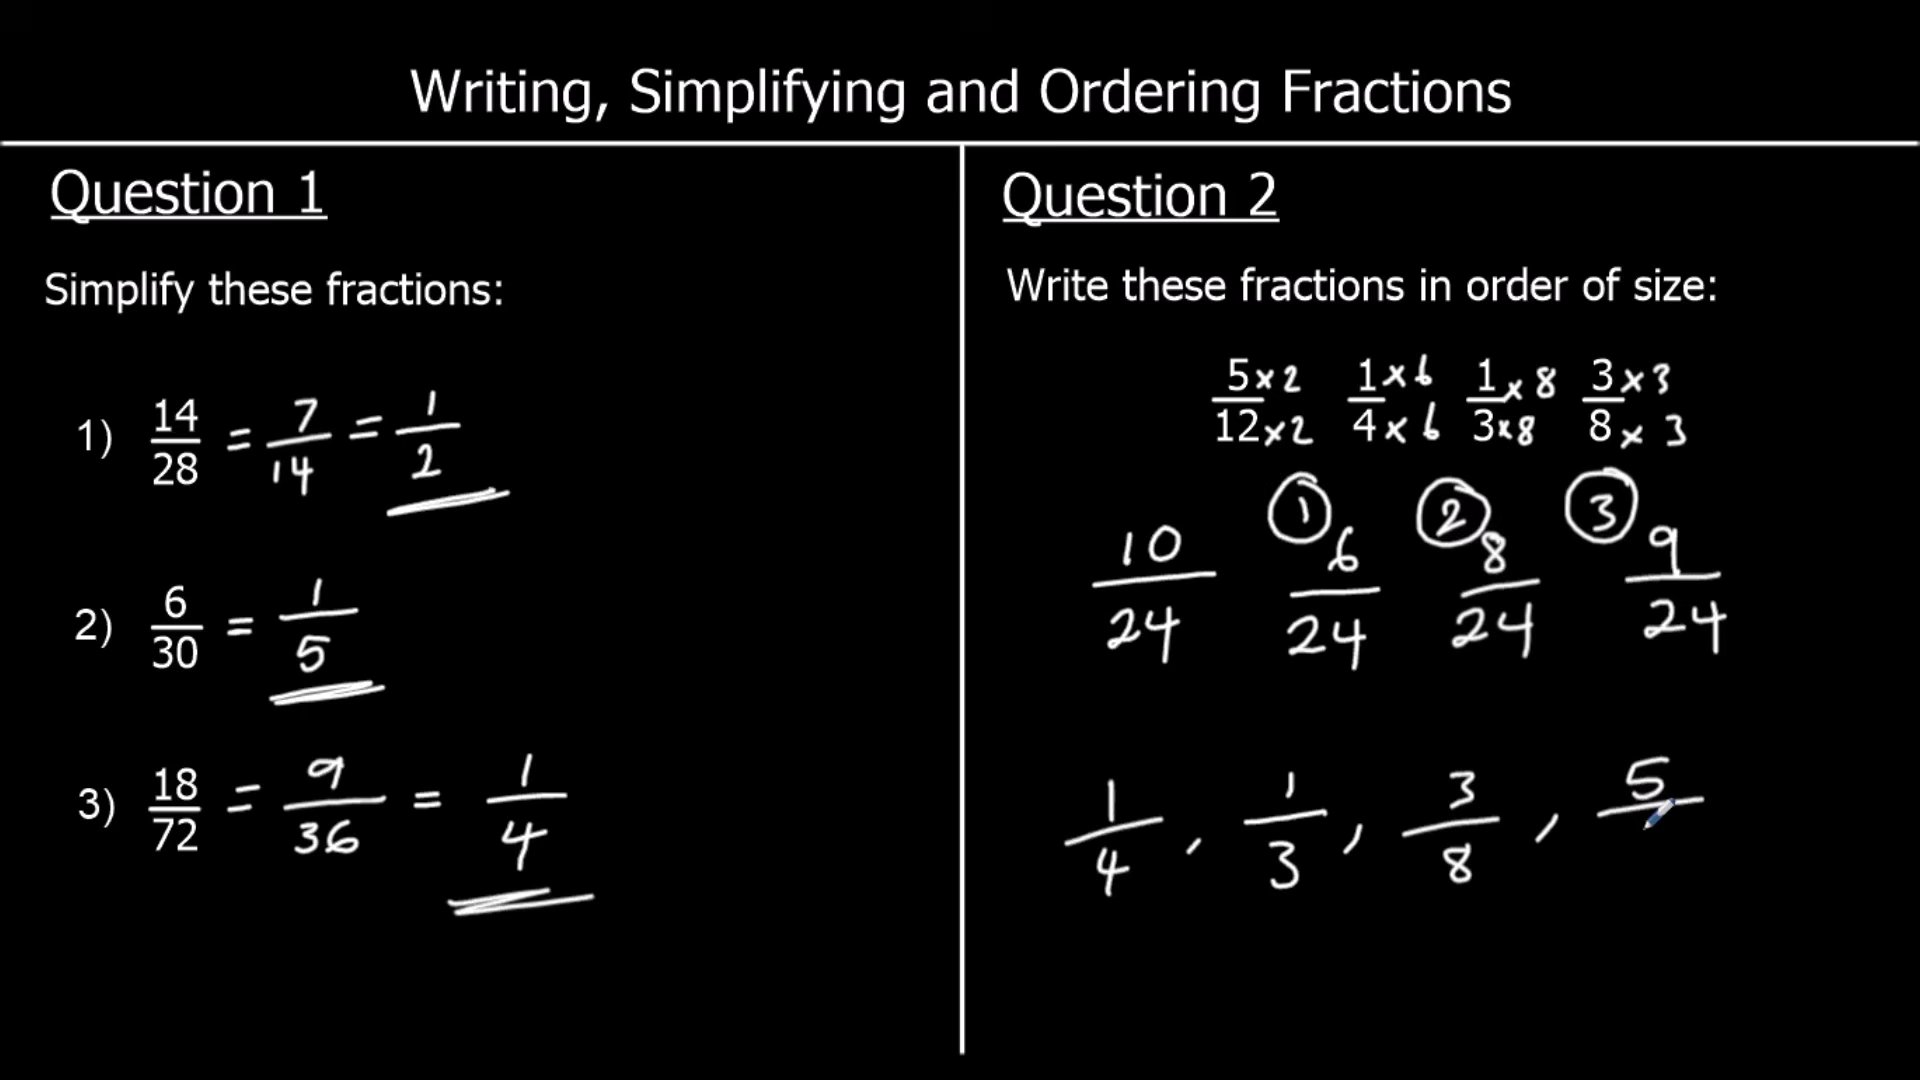 Writing, Simplifying and Ordering Fractions
Question 1
Simplify these fractions:
1) 14/28 = 7/14 = 1/2
2) 6/30 = 1/5
3) 18/72 = 9/36 = 1/4
Question 2
Write these fractions in order of size:
5×2/12×2 1×6/4×6 1×8/3×8 3×3/8×3
① ② ③
10/24 6/24 8/24 9/24
1/4 , 1/3 , 3/8 , 5/